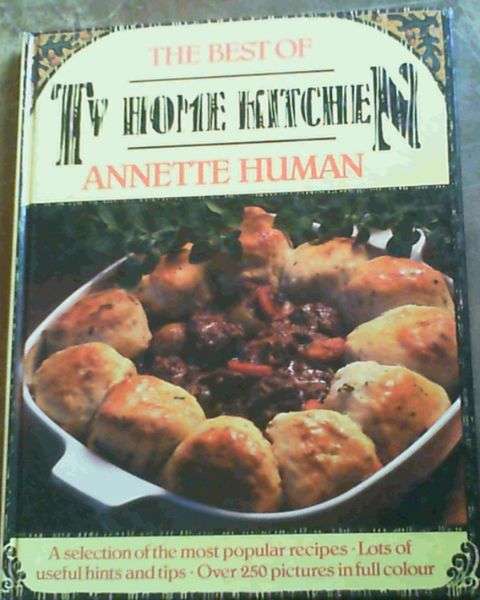 THE BEST OF
TV HOME KITCHEN
ANNETTE HUMAN
A selection of the most popular recipes · Lots of
useful hints and tips · Over 250 pictures in full colour